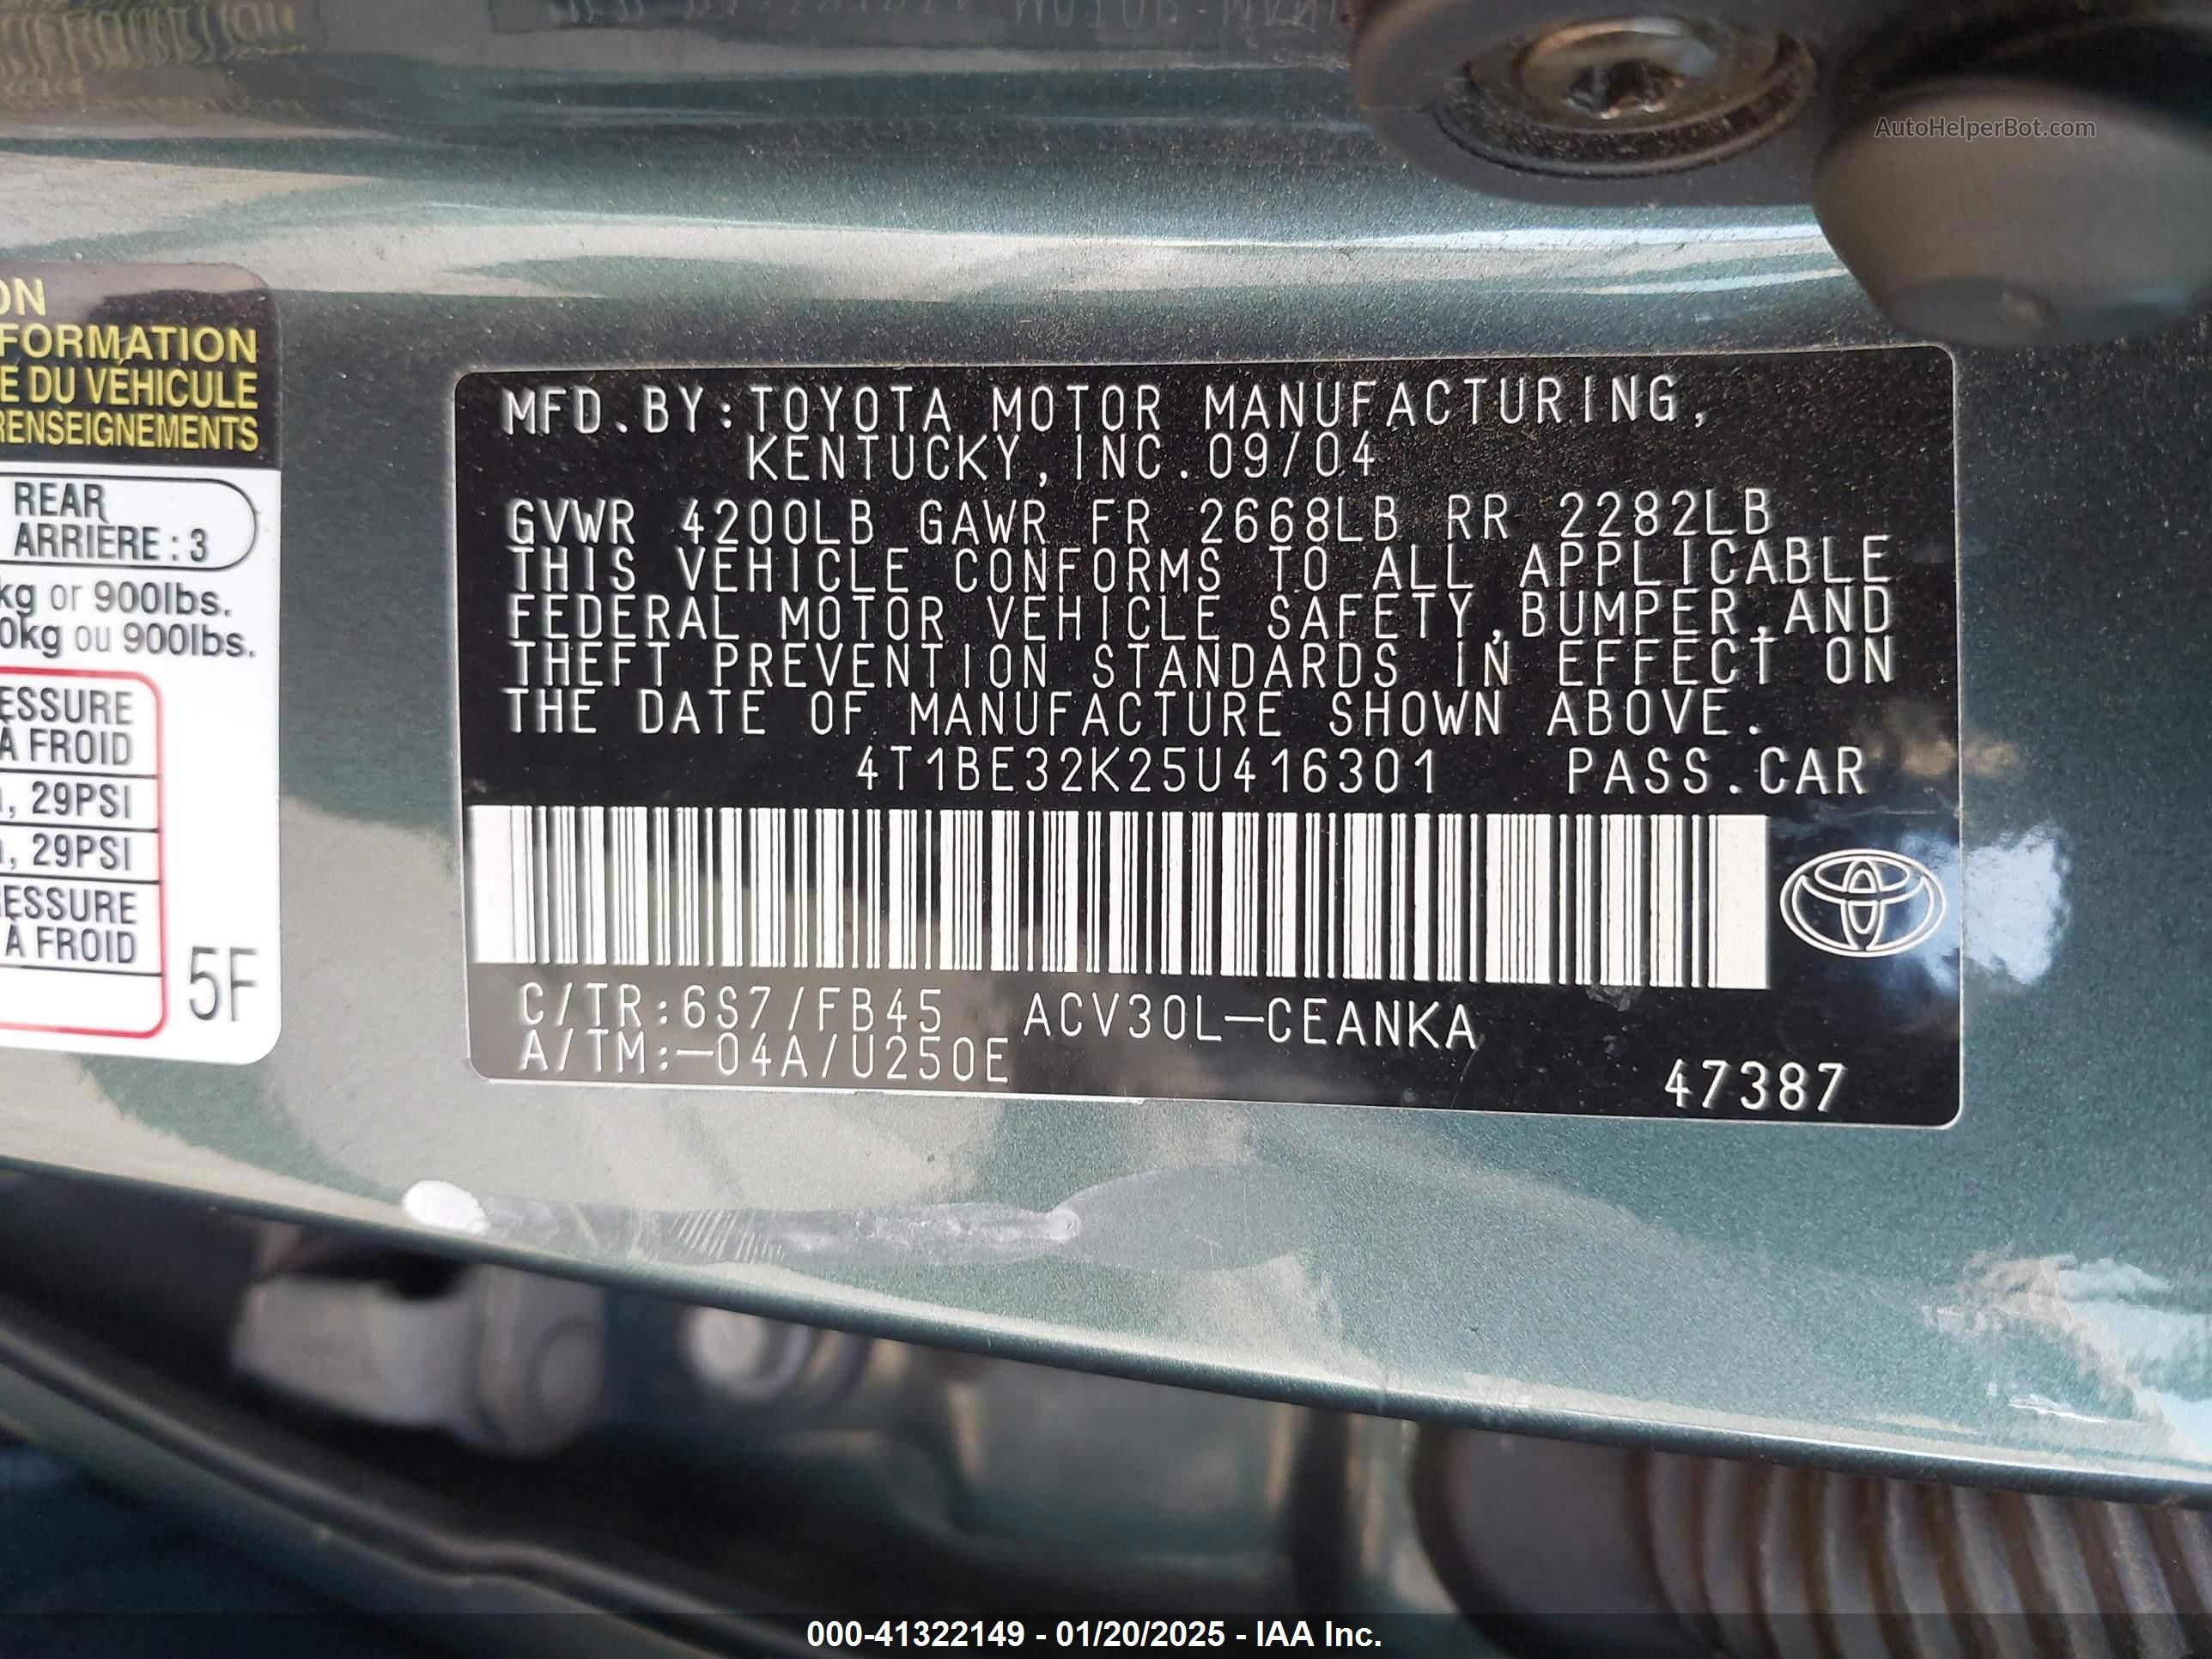 AutoHelperBot.com
ON
FORMATION
E DU VÉHICULE
RENSEIGNEMENTS
REAR
ARRIÈRE : 3
kg or 900lbs.
0kg ou 900lbs.
ESSURE
À FROID
, 29PSI
, 29PSI
ESSURE
À FROID
5F
MFD.BY:TOYOTA MOTOR MANUFACTURING,
KENTUCKY,INC.09/04
GVWR 4200LB GAWR FR 2668LB RR 2282LB
THIS VEHICLE CONFORMS TO ALL APPLICABLE
FEDERAL MOTOR VEHICLE SAFETY,BUMPER,AND
THEFT PREVENTION STANDARDS IN EFFECT ON
THE DATE OF MANUFACTURE SHOWN ABOVE.
4T1BE32K25U416301 PASS.CAR
C/TR:6S7/FB45 ACV30L-CEANKA
A/TM:-04A/U250E
47387
000-41322149 - 01/20/2025 - IAA Inc.